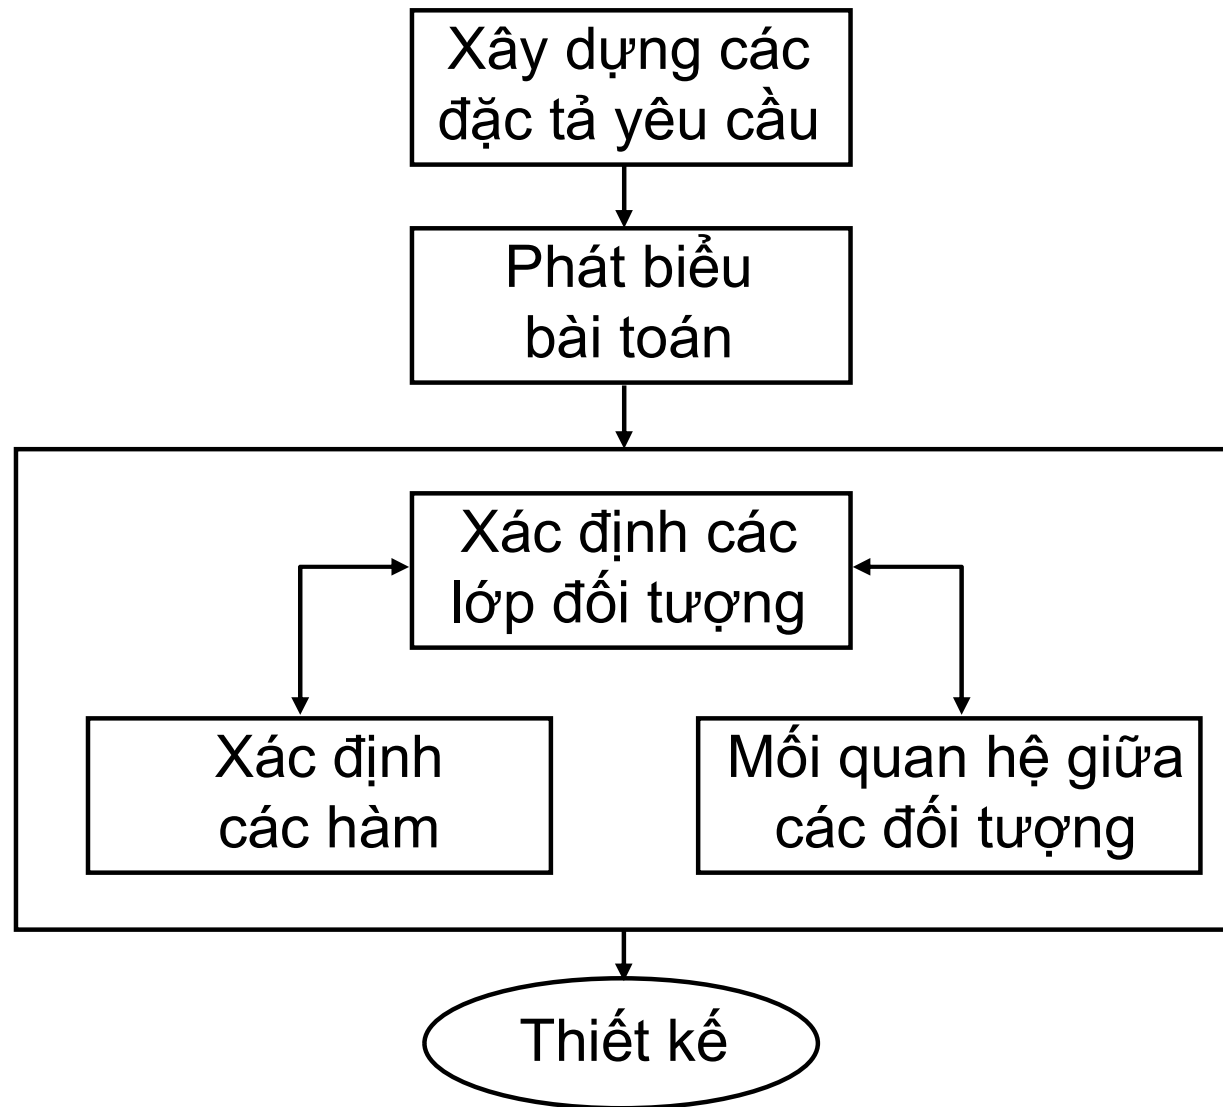 Xây dựng các
đặc tả yêu cầu
Phát biểu
bài toán
Xác định các
lớp đối tượng
Xác định
các hàm
Mối quan hệ giữa
các đối tượng
Thiết kế